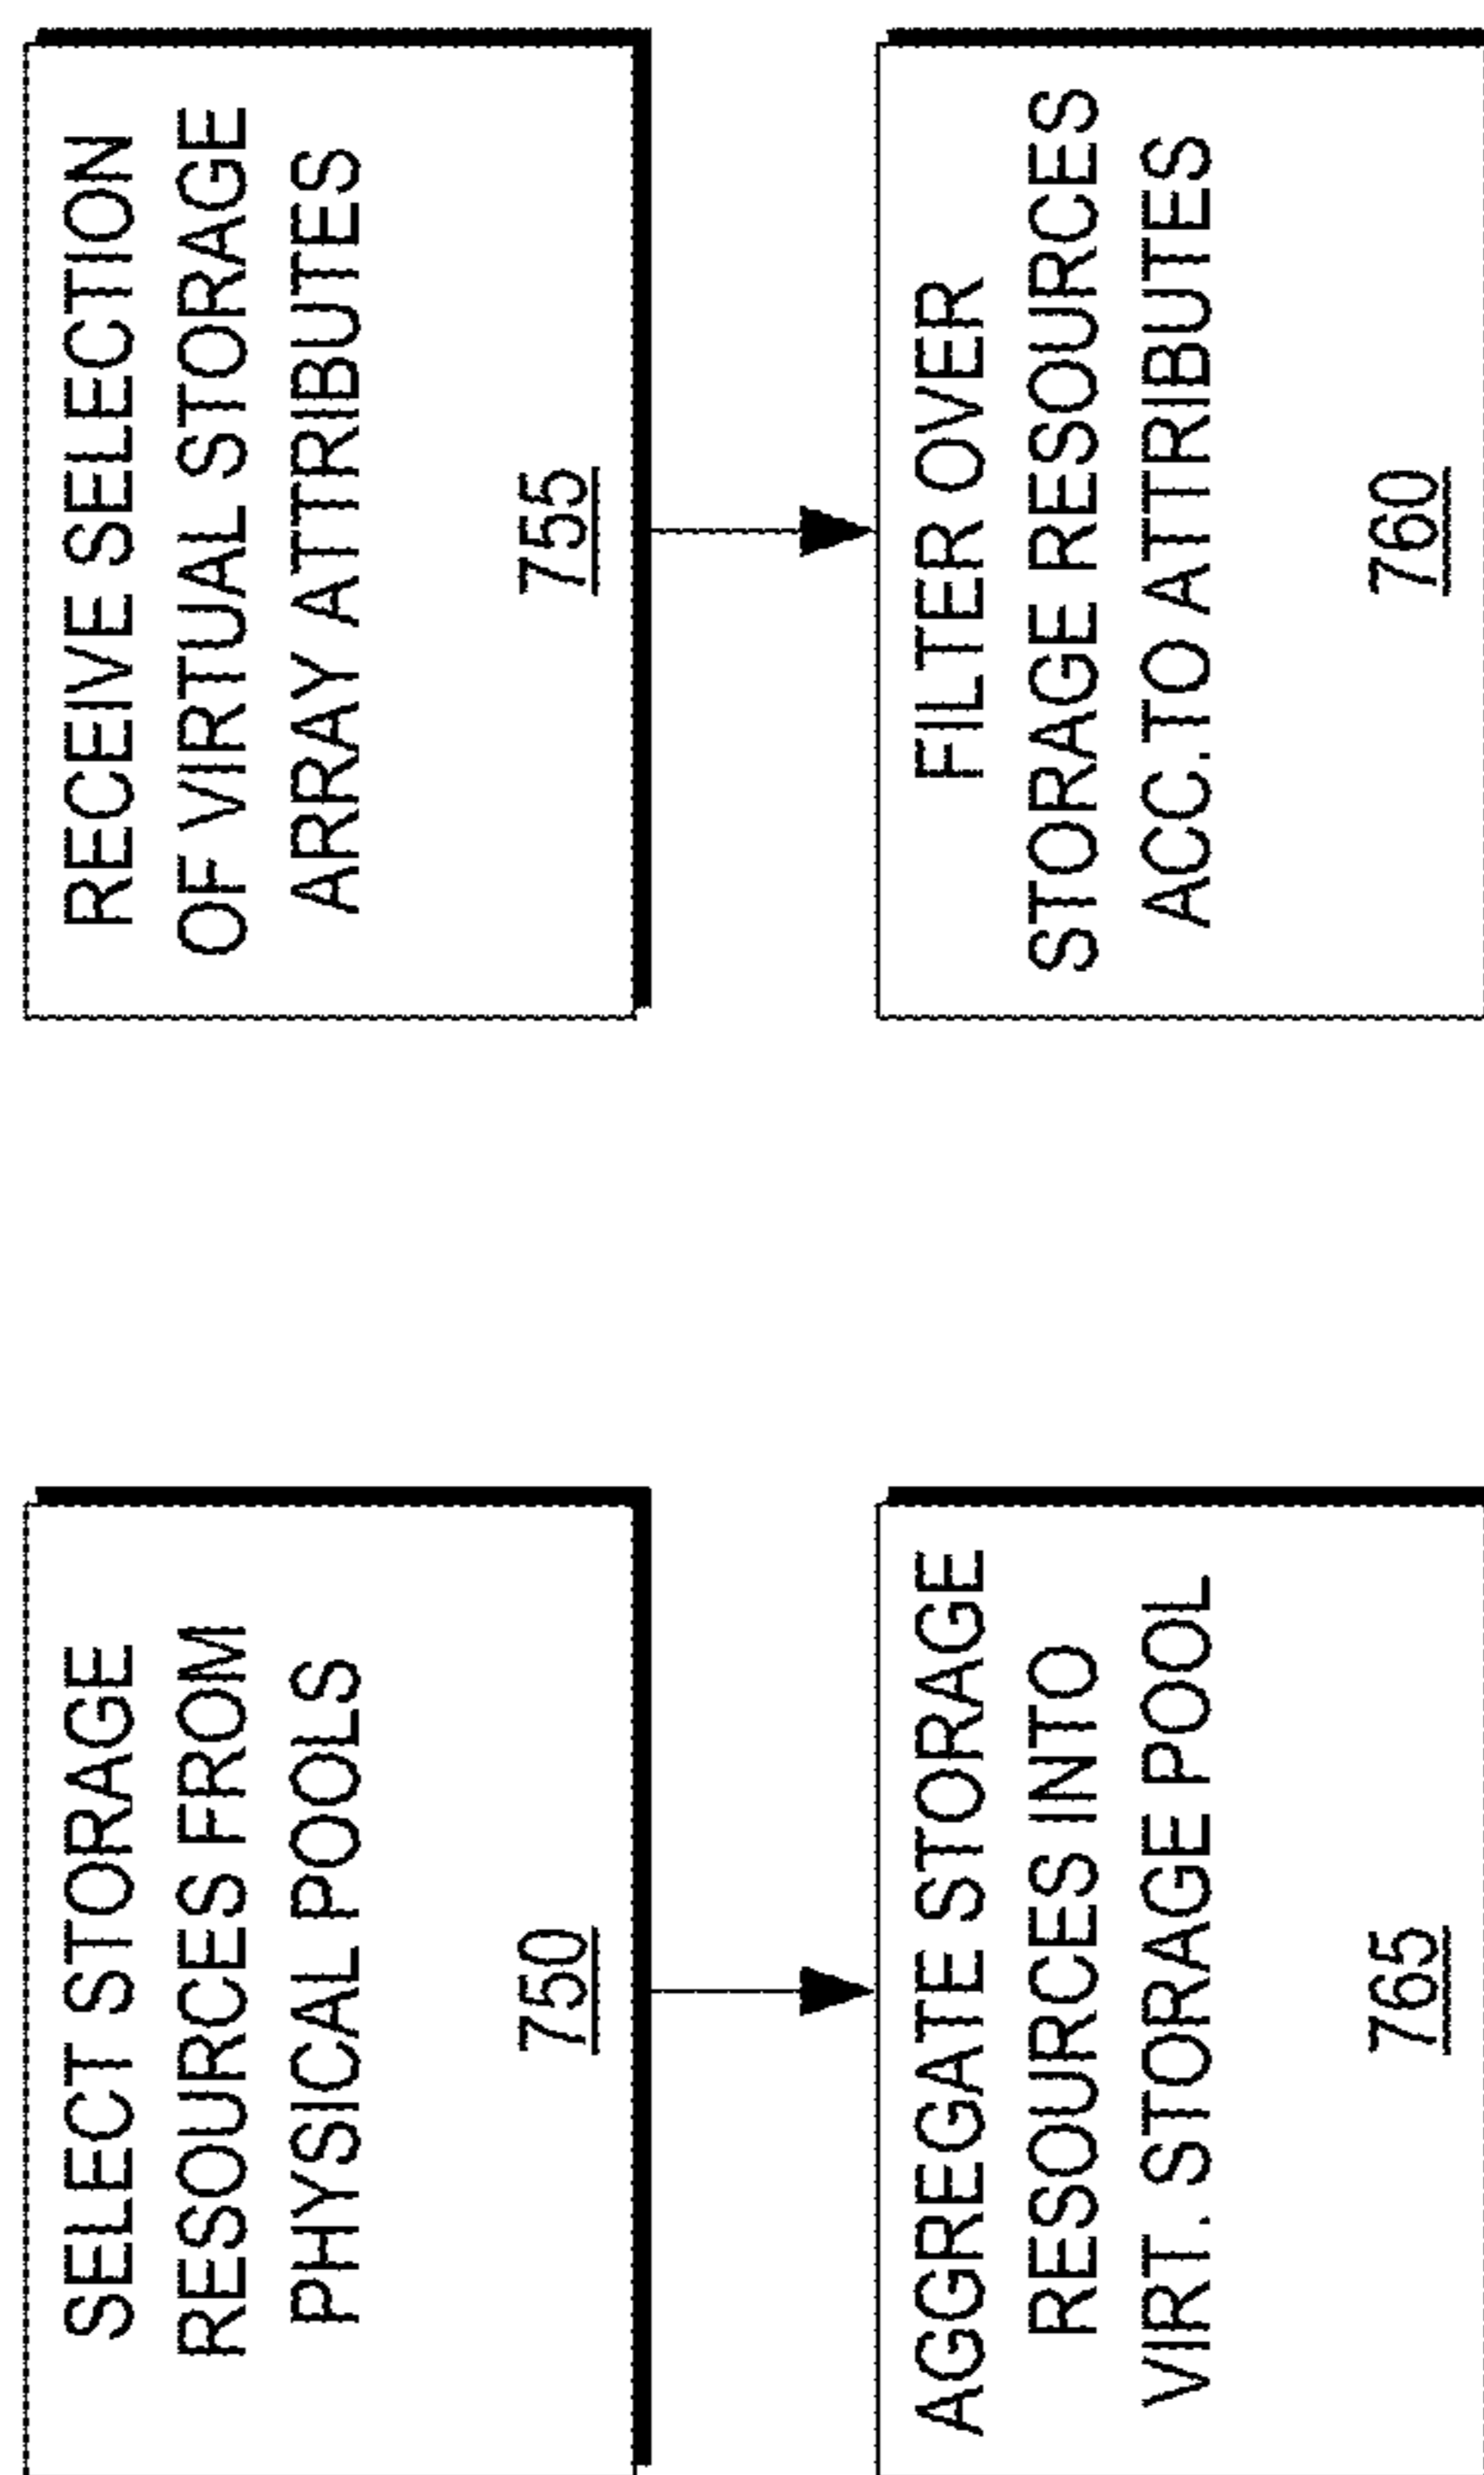 SELECT STORAGE
RESOURCES FROM
PHYSICAL POOLS
750
RECEIVE SELECTION
OF VIRTUAL STORAGE
ARRAY ATTRIBUTES
755
AGGREGATE STORAGE
RESOURCES INTO
VIRT. STORAGE POOL
765
FILTER OVER
STORAGE RESOURCES
ACC.TO ATTRIBUTES
760